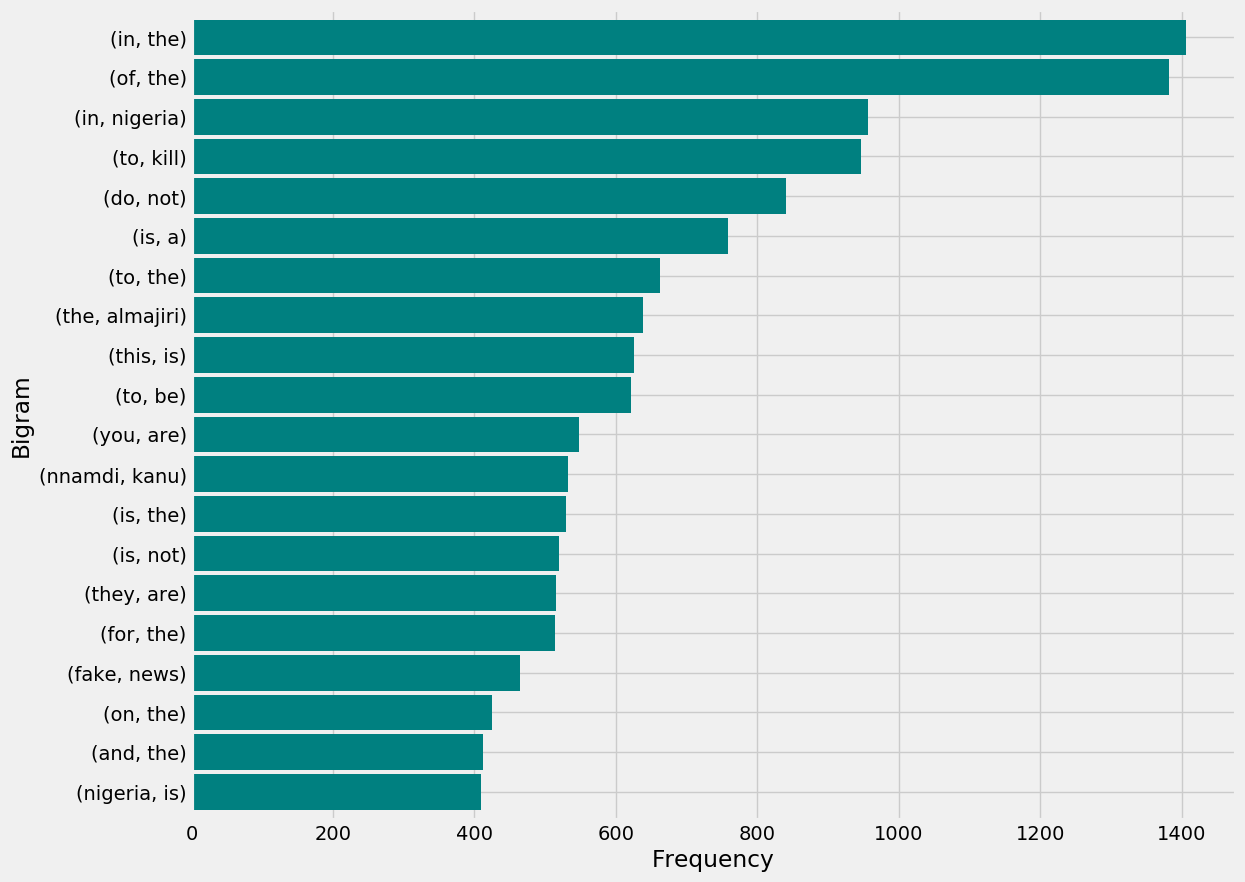 (in, the)
(of, the)
(in, nigeria)
(to, kill)
(do, not)
(is, a)
(to, the)
(the, almajiri)
(this, is)
(to, be)
(you, are)
(nnamdi, kanu)
(is, the)
(is, not)
(they, are)
(for, the)
(fake, news)
(on, the)
(and, the)
(nigeria, is)
Bigram
0 200 400 600 800 1000 1200 1400
Frequency